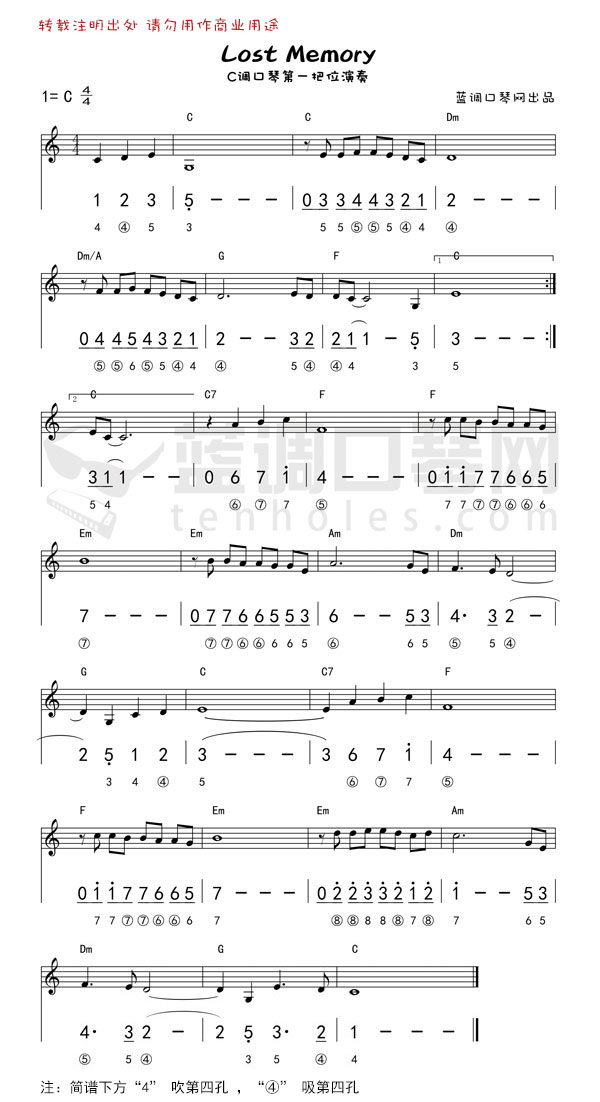 转载注明出处 请勿用作商业用途
Lost Memory
C调口琴第一把位演奏
1= C 4/4
蓝调口琴网出品
C C Dm
1 2 3 5 - - - 0 3 3 4 4 3 2 1 2 - - -
4 ④ 5 3 5 5 ⑤ ⑤ 5 ④ 4 ④
Dm/A G F 1. C
0 4 4 5 4 3 2 1 2 - - 3 2 2 1 1 - 5 3 - - -
⑤ ⑤ 6 ⑤ 5 ④ 4 ④ 5 ④ ④ 4 3 5
2. C C7 F F
3 1 1 - - 0 6 7 1 4 - - - 0 1 1 7 7 6 6 5
5 4 ⑥ ⑦ 7 ⑤ 7 7 ⑦ ⑦ ⑥ ⑥ 6
蓝调口琴网
tenholes.com
Em Em Am Dm
7 - - - 0 7 7 6 6 5 5 3 6 - - 5 3 4· 3 2 -
⑦ ⑦ ⑦ ⑥ ⑥ 6 6 5 ⑥ 6 5 ⑤ 5 ④
G C C7 F
2 5 1 2 3 - - - 3 6 7 1 4 - - -
3 4 ④ 5 ⑥ ⑦ 7 ⑤
F Em Em Am
0 1 1 7 7 6 6 5 7 - - - 0 2 2 3 3 2 1 2 1 - - 5 3
7 7 ⑦ ⑦ ⑥ ⑥ 6 ⑦ ⑧ ⑧ 8 8 ⑧ 7 ⑧ 7 6 5
Dm G C
4· 3 2 - 2 5 3· 2 1 - - -
⑤ 5 ④ 3 5 ④ 4
注：简谱下方“4” 吹第四孔 ，“④” 吸第四孔